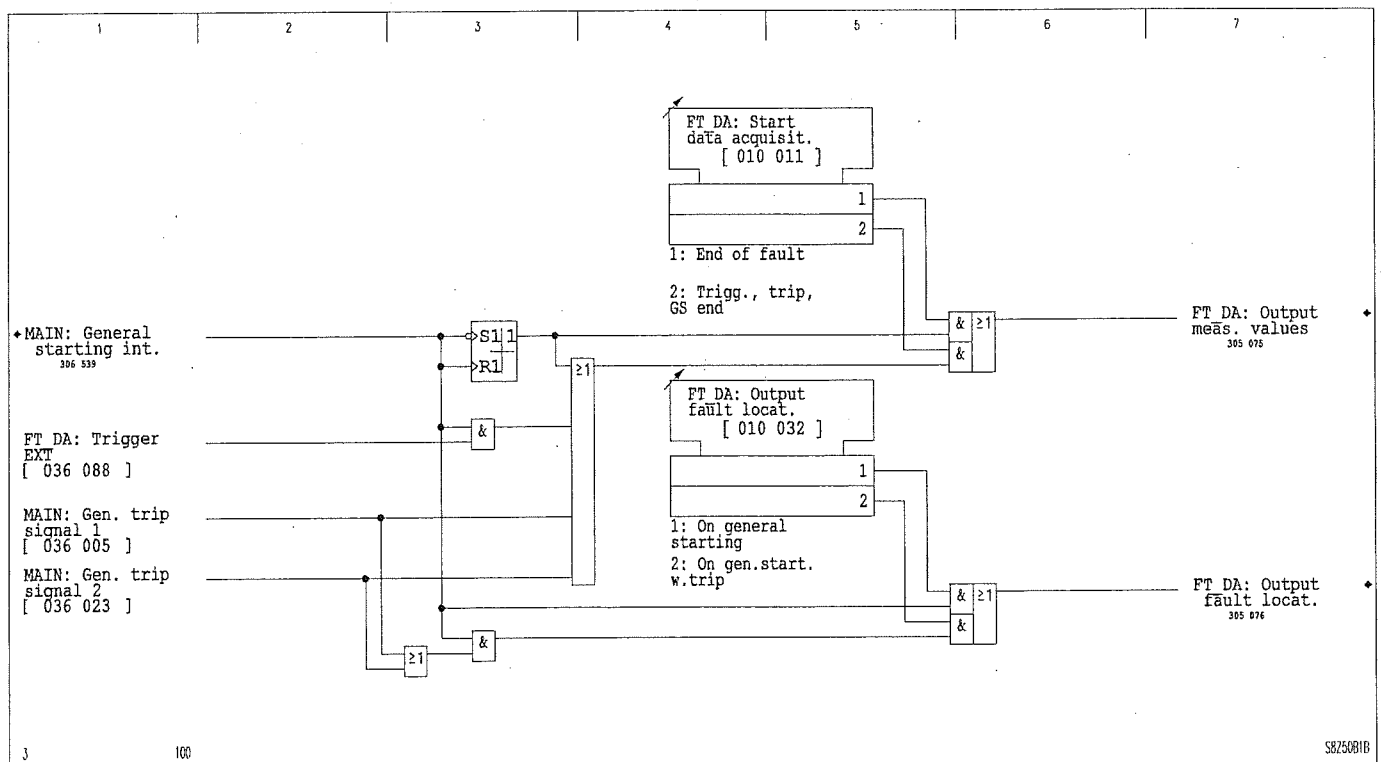 1 2 3 4 5 6 7
FT_DA: Start
data acquisit.
[ 010 011 ]
1
2
1: End of fault
2: Trigg., trip,
GS end
MAIN: General
starting int.
306 539
S1 1
R1
≥1
& ≥1
&
FT_DA: Output
meas. values
305 075
FT_DA: Output
fault locat.
[ 010 032 ]
FT_DA: Trigger
EXT
[ 036 088 ]
&
1
2
MAIN: Gen. trip
signal 1
[ 036 005 ]
1: On general
starting
2: On gen.start.
w.trip
MAIN: Gen. trip
signal 2
[ 036 023 ]
& ≥1
&
FT_DA: Output
fault locat.
305 076
&
≥1
3 100
S8Z50B1B